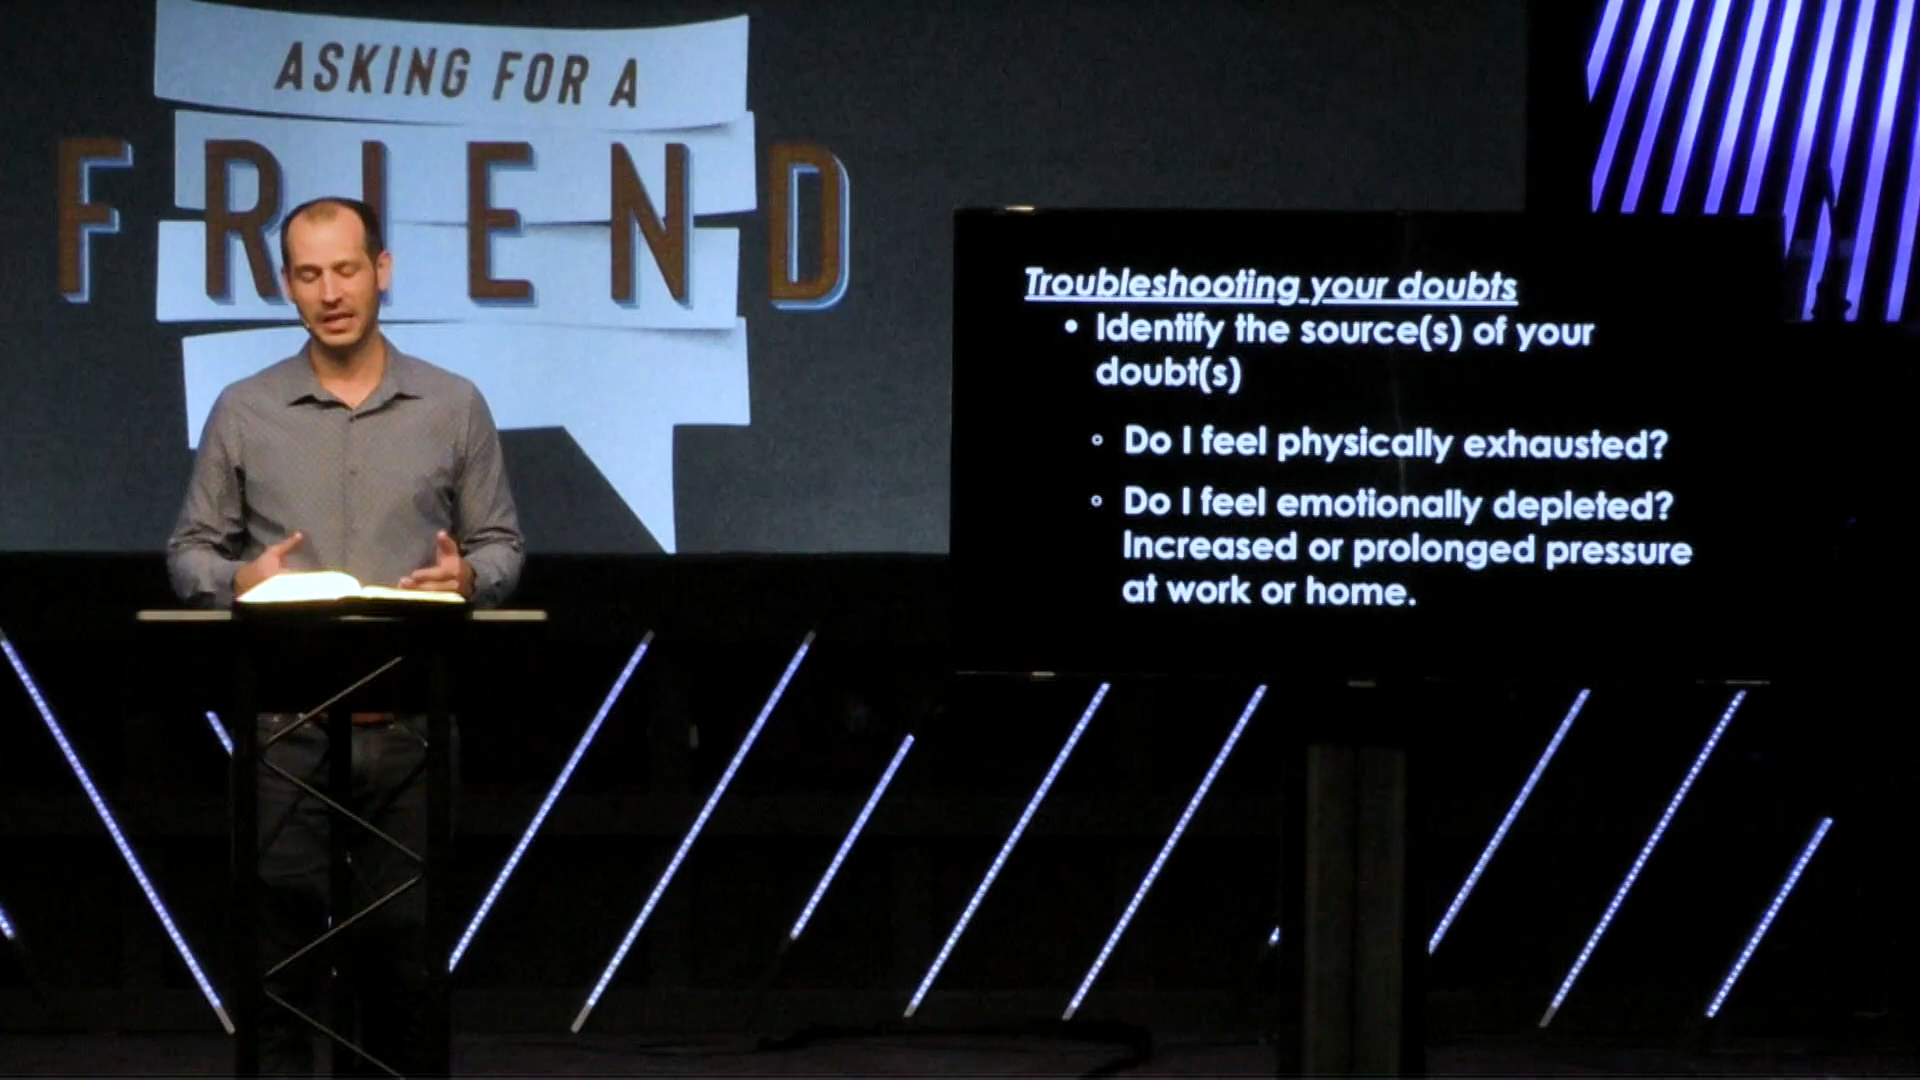 ASKING FOR A
FRIEND
Troubleshooting your doubts
• Identify the source(s) of your
doubt(s)
◦ Do I feel physically exhausted?
◦ Do I feel emotionally depleted?
Increased or prolonged pressure
at work or home.